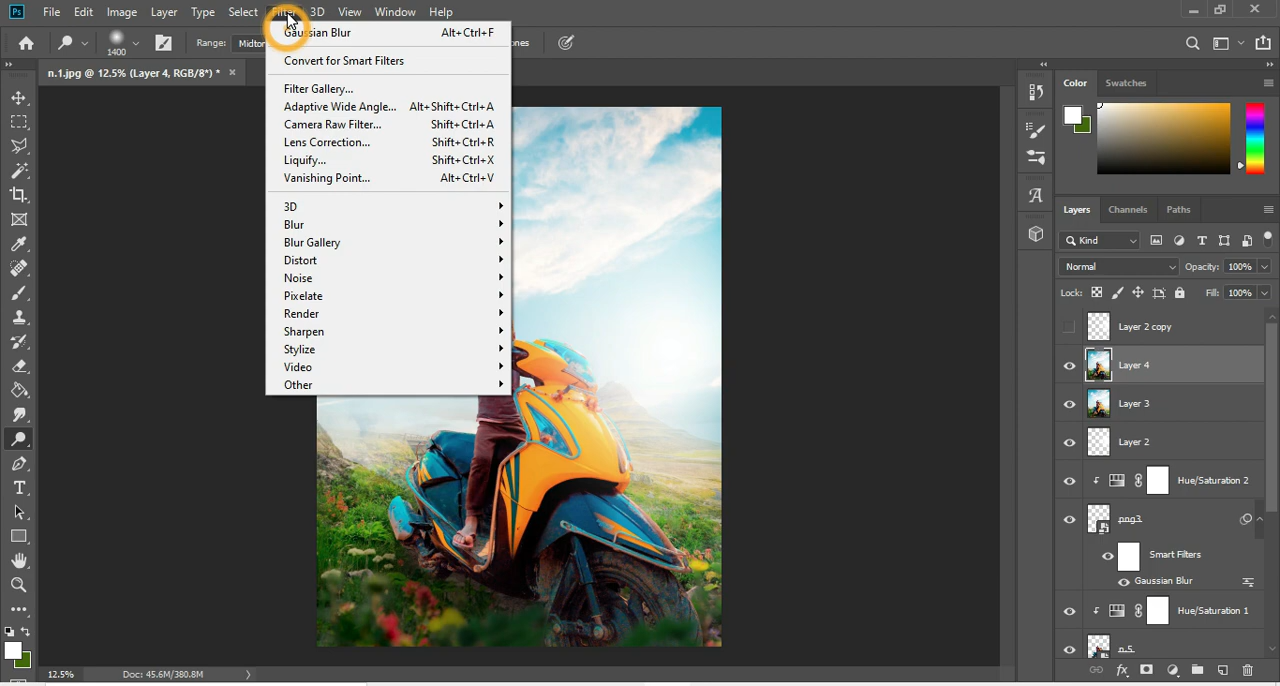 Ps File Edit Image Layer Type Select Filter 3D View Window Help
1400 Range:
n.1.jpg @ 12.5% (Layer 4, RGB/8*) * ×
Gaussian Blur Alt+Ctrl+F
Convert for Smart Filters
Filter Gallery...
Adaptive Wide Angle... Alt+Shift+Ctrl+A
Camera Raw Filter... Shift+Ctrl+A
Lens Correction... Shift+Ctrl+R
Liquify... Shift+Ctrl+X
Vanishing Point... Alt+Ctrl+V
3D
Blur
Blur Gallery
Distort
Noise
Pixelate
Render
Sharpen
Stylize
Video
Other
Color Swatches
Layers Channels Paths
Kind
Normal Opacity: 100%
Lock: Fill: 100%
Layer 2 copy
Layer 4
Layer 3
Layer 2
Hue/Saturation 2
png3
Smart Filters
Gaussian Blur
Hue/Saturation 1
n.5.
fx
12.5% Doc: 45.6M/380.8M